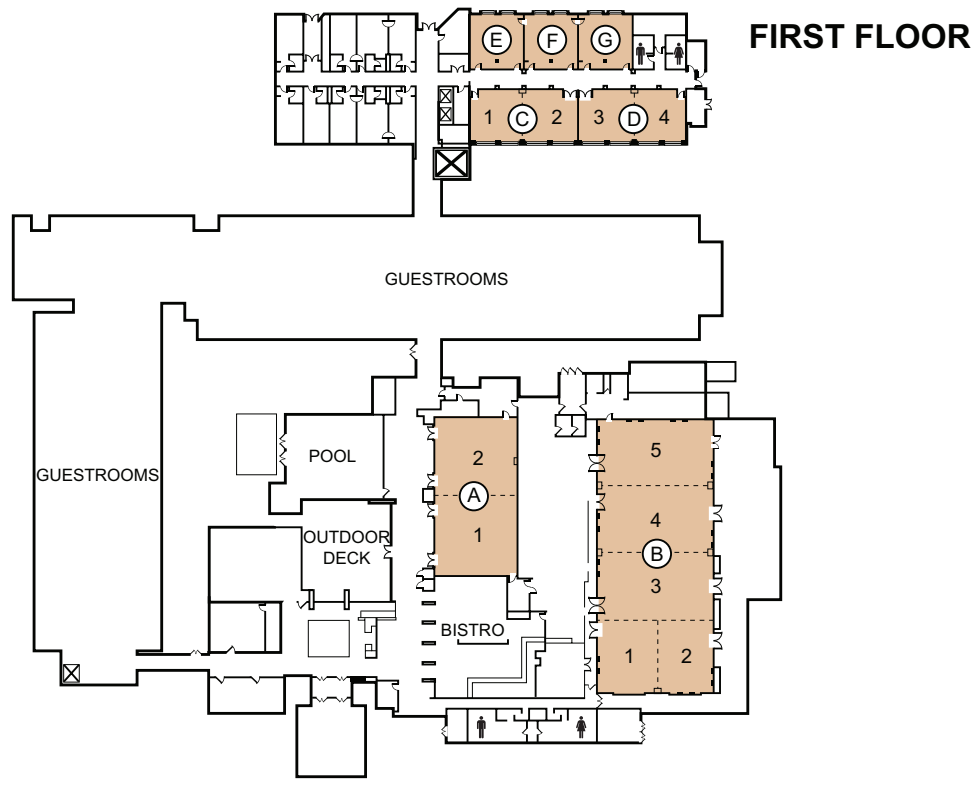 FIRST FLOOR
E F G
1 C 2 3 D 4
GUESTROOMS
GUESTROOMS
POOL
OUTDOOR
DECK
2
A
1
BISTRO
5
4
B
3
1 2